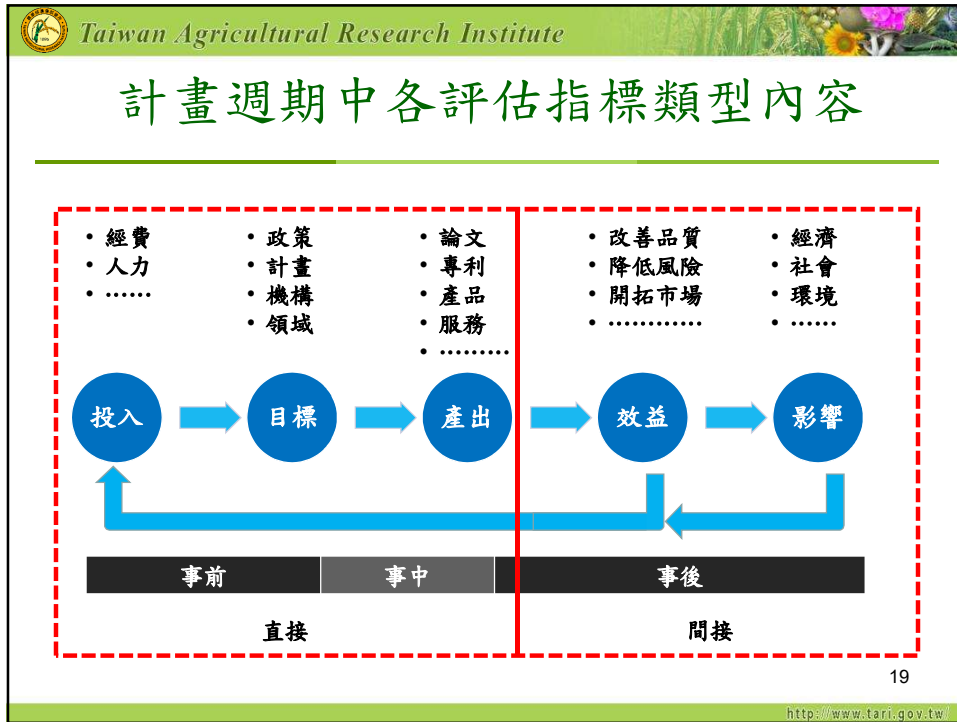 Taiwan Agricultural Research Institute
計畫週期中各評估指標類型內容
• 經費
• 人力
• ……
• 政策
• 計畫
• 機構
• 領域
• 論文
• 專利
• 產品
• 服務
• ………
• 改善品質
• 降低風險
• 開拓市場
• …………
• 經濟
• 社會
• 環境
• ……
投入
目標
產出
效益
影響
事前
事中
事後
直接
間接
19
http://www.tari.gov.tw/